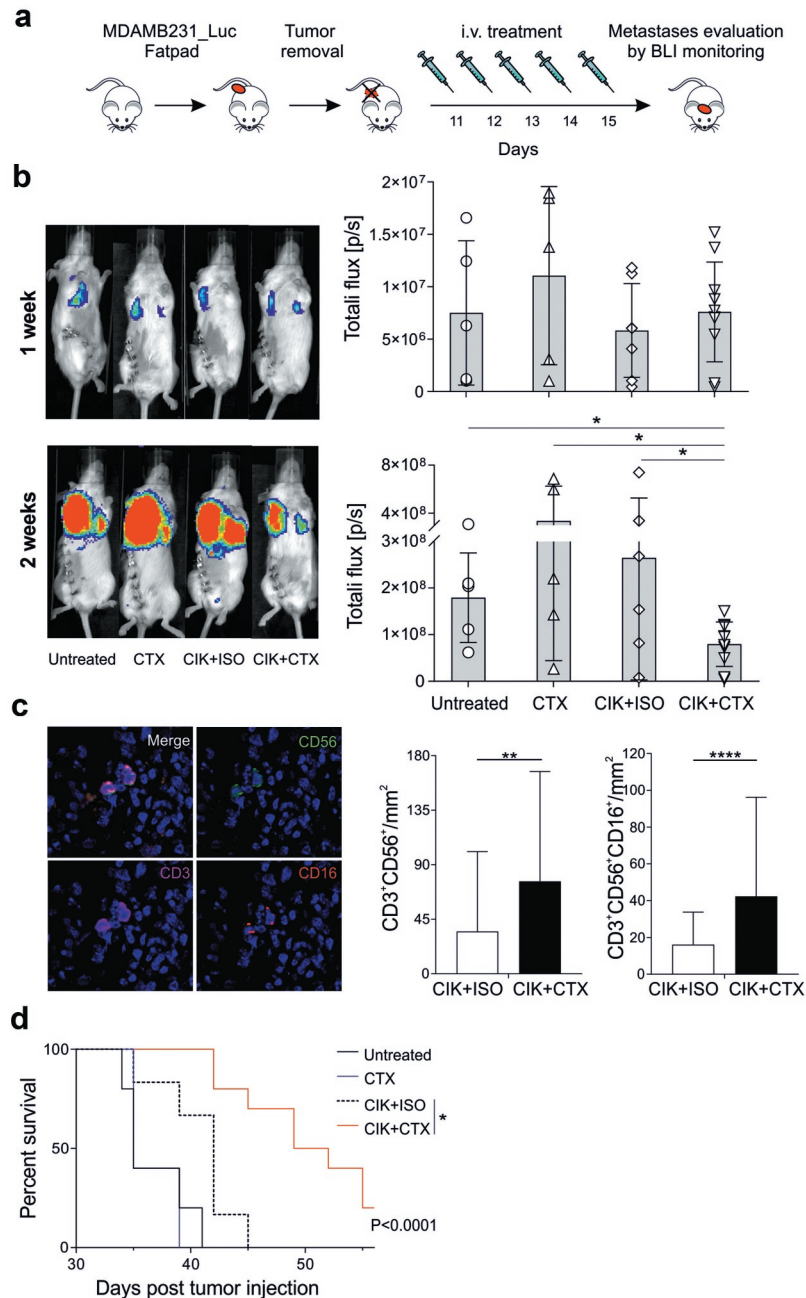 a
MDAMB231_Luc
Fatpad
Tumor
removal
i.v. treatment
Metastases evaluation
by BLI monitoring
11 12 13 14 15
Days
b
1 week
2 weeks
Untreated CTX CIK+ISO CIK+CTX
Totali flux [p/s]
2×10⁷
1.5×10⁷
1×10⁷
5×10⁶
0
*
*
*
Totali flux [p/s]
8×10⁸
4×10⁸
3×10⁸
2×10⁸
1×10⁸
0
Untreated CTX CIK+ISO CIK+CTX
c
Merge
CD56
CD3
CD16
CD3⁺CD56⁺/mm²
180
135
90
45
0
**
CIK+ISO CIK+CTX
CD3⁺CD56⁺CD16⁺/mm²
120
100
80
60
40
20
0
****
CIK+ISO CIK+CTX
d
Percent survival
100
50
0
30 40 50
Days post tumor injection
Untreated
CTX
CIK+ISO
CIK+CTX
*
P<0.0001